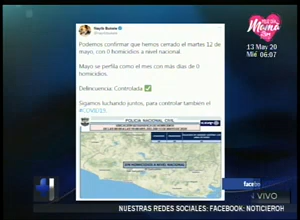 Nayib Bukele
Podemos confirmar que hemos cerrado el martes 12
de mayo, con 0 homicidios a nivel nacional.
Mayo se perfila como el mes con más días de 0
homicidios.
Delincuencia: Controlada ✅
Sigamos luchando juntos, para controlar también el
#COVID19.
POLICIA NACIONAL CIVIL
Mamá
13 May 20
Mié 06:07
facebo
VIVO
NUESTRAS REDES SOCIALES: FACEBOOK: NOTICIEROH